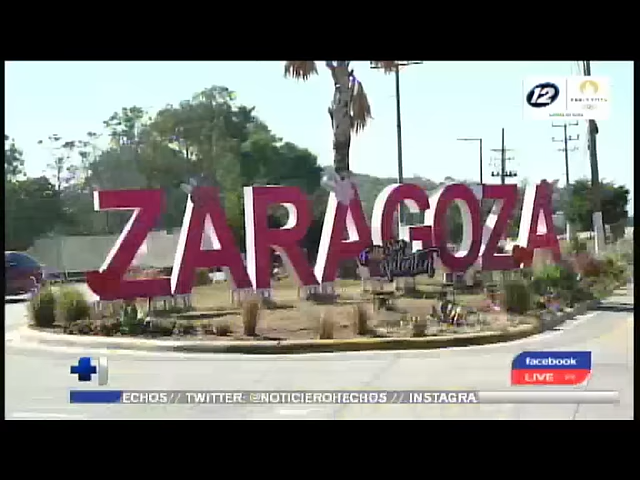 12
ZARAGOZA
facebook
LIVE
ECHOS// TWITTER: @NOTICIEROHECHOS // INSTAGRA